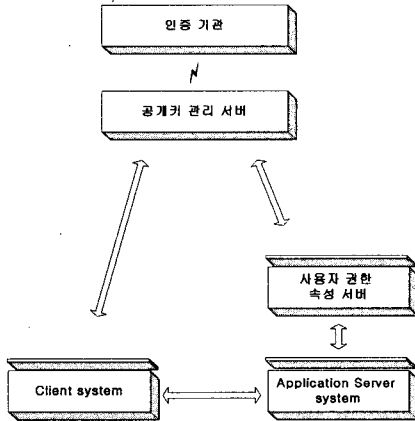 인증 기관
공개키 관리 서버
사용자 권한
속성 서버
Client system
Application Server
system